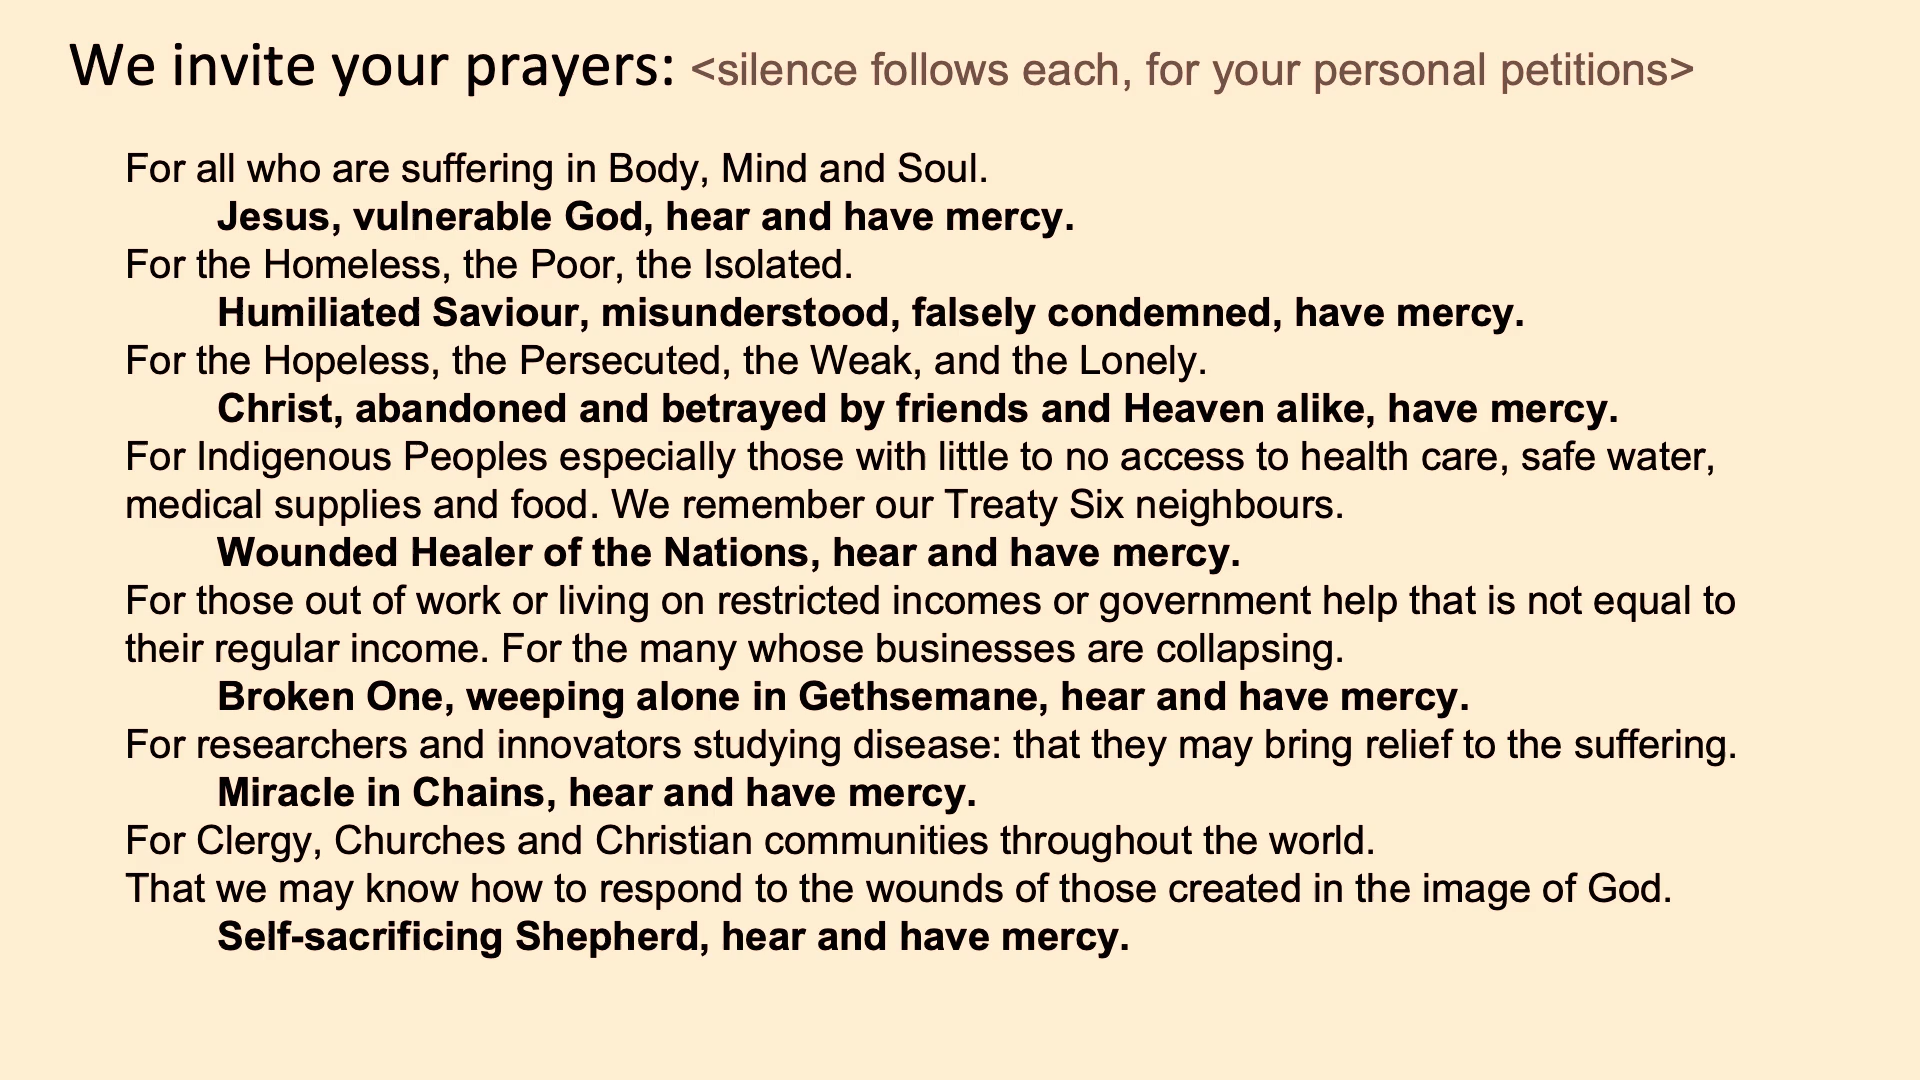 We invite your prayers: <silence follows each, for your personal petitions>
For all who are suffering in Body, Mind and Soul.
Jesus, vulnerable God, hear and have mercy.
For the Homeless, the Poor, the Isolated.
Humiliated Saviour, misunderstood, falsely condemned, have mercy.
For the Hopeless, the Persecuted, the Weak, and the Lonely.
Christ, abandoned and betrayed by friends and Heaven alike, have mercy.
For Indigenous Peoples especially those with little to no access to health care, safe water,
medical supplies and food. We remember our Treaty Six neighbours.
Wounded Healer of the Nations, hear and have mercy.
For those out of work or living on restricted incomes or government help that is not equal to
their regular income. For the many whose businesses are collapsing.
Broken One, weeping alone in Gethsemane, hear and have mercy.
For researchers and innovators studying disease: that they may bring relief to the suffering.
Miracle in Chains, hear and have mercy.
For Clergy, Churches and Christian communities throughout the world.
That we may know how to respond to the wounds of those created in the image of God.
Self-sacrificing Shepherd, hear and have mercy.